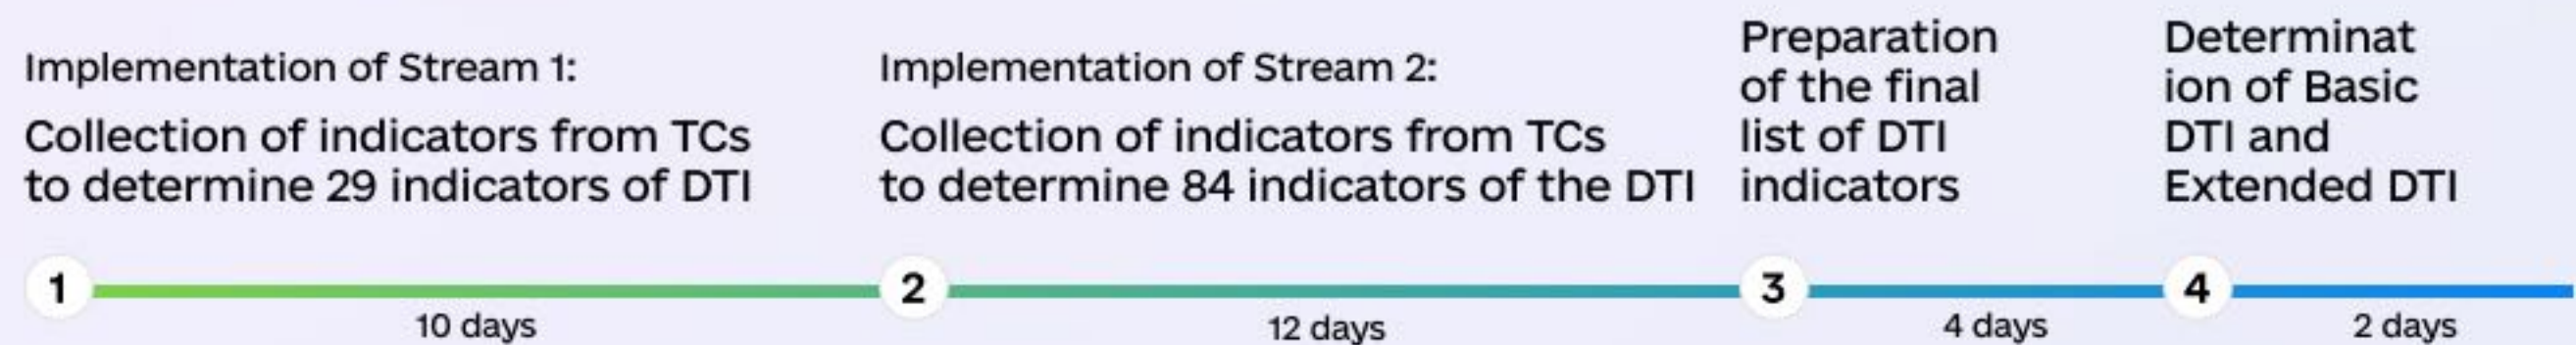 Implementation of Stream 1:
Collection of indicators from TCs
to determine 29 indicators of DTI
Implementation of Stream 2:
Collection of indicators from TCs
to determine 84 indicators of the DTI
Preparation
of the final
list of DTI
indicators
Determinat
ion of Basic
DTI and
Extended DTI
1
2
3
4
10 days
12 days
4 days
2 days